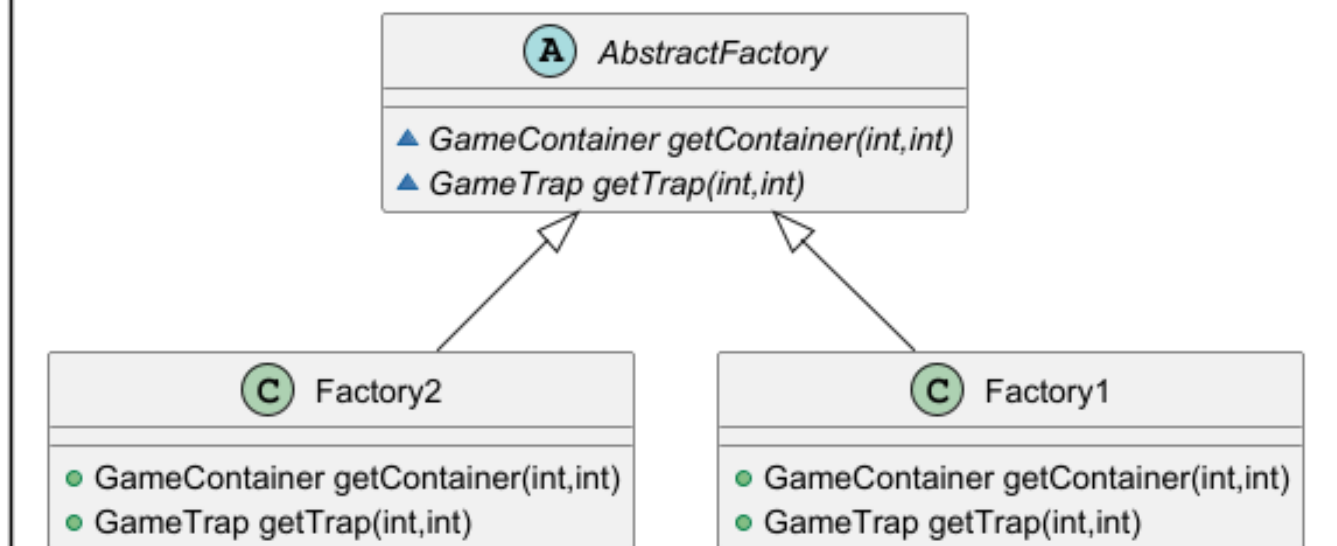 A AbstractFactory
GameContainer getContainer(int,int)
GameTrap getTrap(int,int)
C Factory2
GameContainer getContainer(int,int)
GameTrap getTrap(int,int)
C Factory1
GameContainer getContainer(int,int)
GameTrap getTrap(int,int)